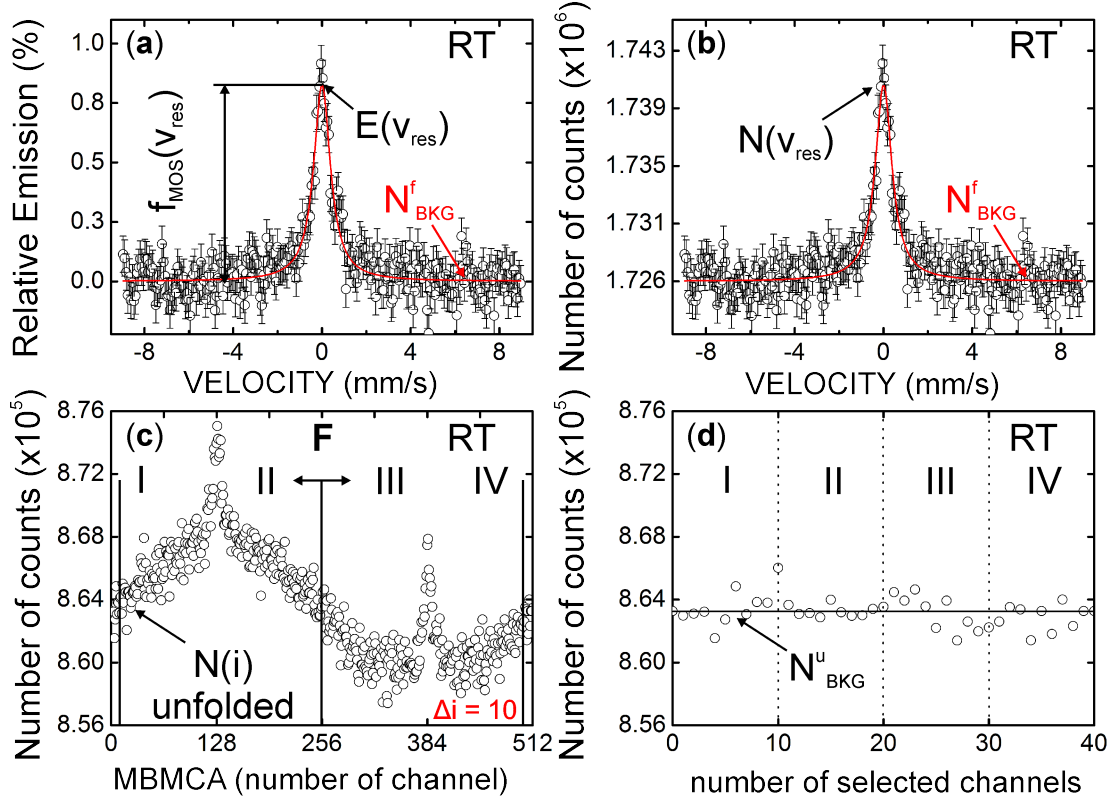 (a) RT
Relative Emission (%)
1.0
0.8
0.5
0.3
0.0
f_MOS(v_res)
E(v_res)
N^f_BKG
-8 -4 0 4 8
VELOCITY (mm/s)
(b) RT
Number of counts (x10^6)
1.743
1.739
1.735
1.731
1.726
N(v_res)
N^f_BKG
-8 -4 0 4 8
VELOCITY (mm/s)
(c) F RT
Number of counts (x10^5)
8.76
8.72
8.68
8.64
8.60
8.56
I II III IV
N(i)
unfolded
Δi = 10
0 128 256 384 512
MBMCA (number of channel)
(d) RT
Number of counts (x10^5)
8.76
8.72
8.68
8.64
8.60
8.56
I II III IV
N^u_BKG
0 10 20 30 40
number of selected channels